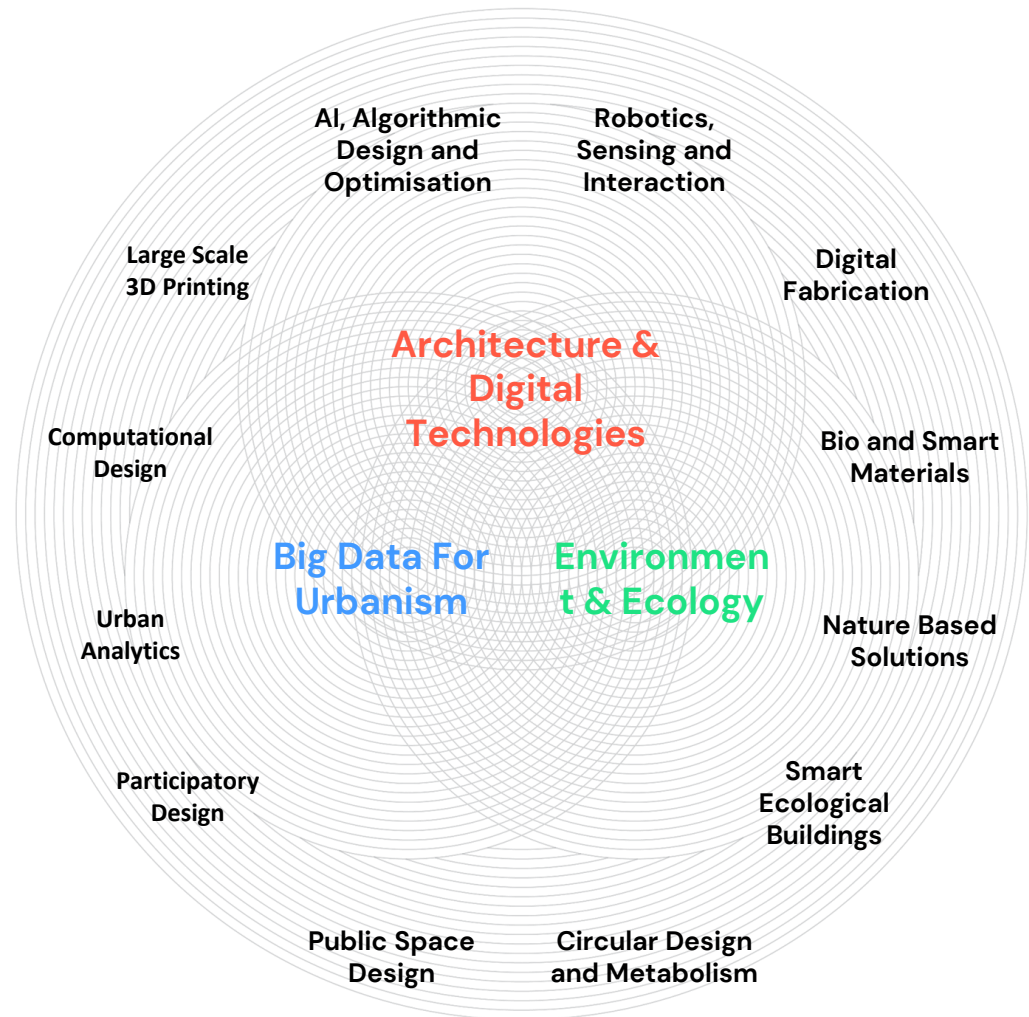 AI, Algorithmic
Design and
Optimisation
Robotics,
Sensing and
Interaction
Large Scale
3D Printing
Digital
Fabrication
Architecture &
Digital
Technologies
Computational
Design
Bio and Smart
Materials
Big Data For
Urbanism
Environmen
t & Ecology
Urban
Analytics
Nature Based
Solutions
Participatory
Design
Smart
Ecological
Buildings
Public Space
Design
Circular Design
and Metabolism